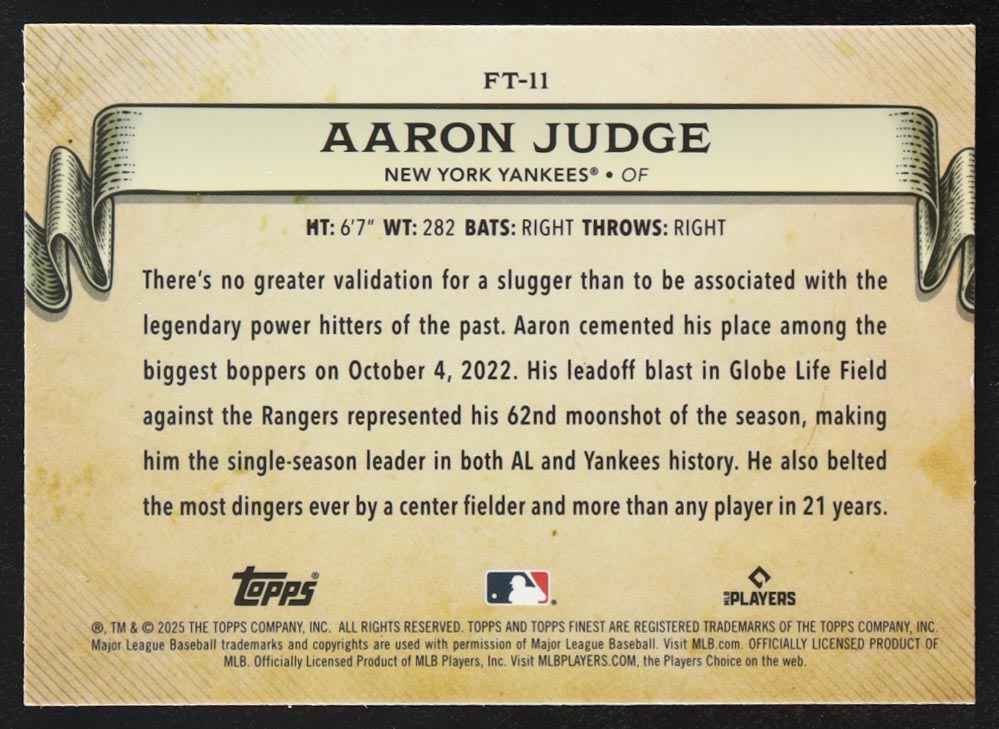 FT-11
AARON JUDGE
NEW YORK YANKEES® • OF
HT: 6'7" WT: 282 BATS: RIGHT THROWS: RIGHT
There's no greater validation for a slugger than to be associated with the
legendary power hitters of the past. Aaron cemented his place among the
biggest boppers on October 4, 2022. His leadoff blast in Globe Life Field
against the Rangers represented his 62nd moonshot of the season, making
him the single-season leader in both AL and Yankees history. He also belted
the most dingers ever by a center fielder and more than any player in 21 years.
Topps® ® MLB PLAYERS
®, TM & © 2025 THE TOPPS COMPANY, INC. ALL RIGHTS RESERVED. TOPPS AND TOPPS FINEST ARE REGISTERED TRADEMARKS OF THE TOPPS COMPANY, INC.
Major League Baseball trademarks and copyrights are used with permission of Major League Baseball. Visit MLB.com. OFFICIALLY LICENSED PRODUCT OF
MLB. Officially Licensed Product of MLB Players, Inc. Visit MLBPLAYERS.COM, the Players Choice on the web.